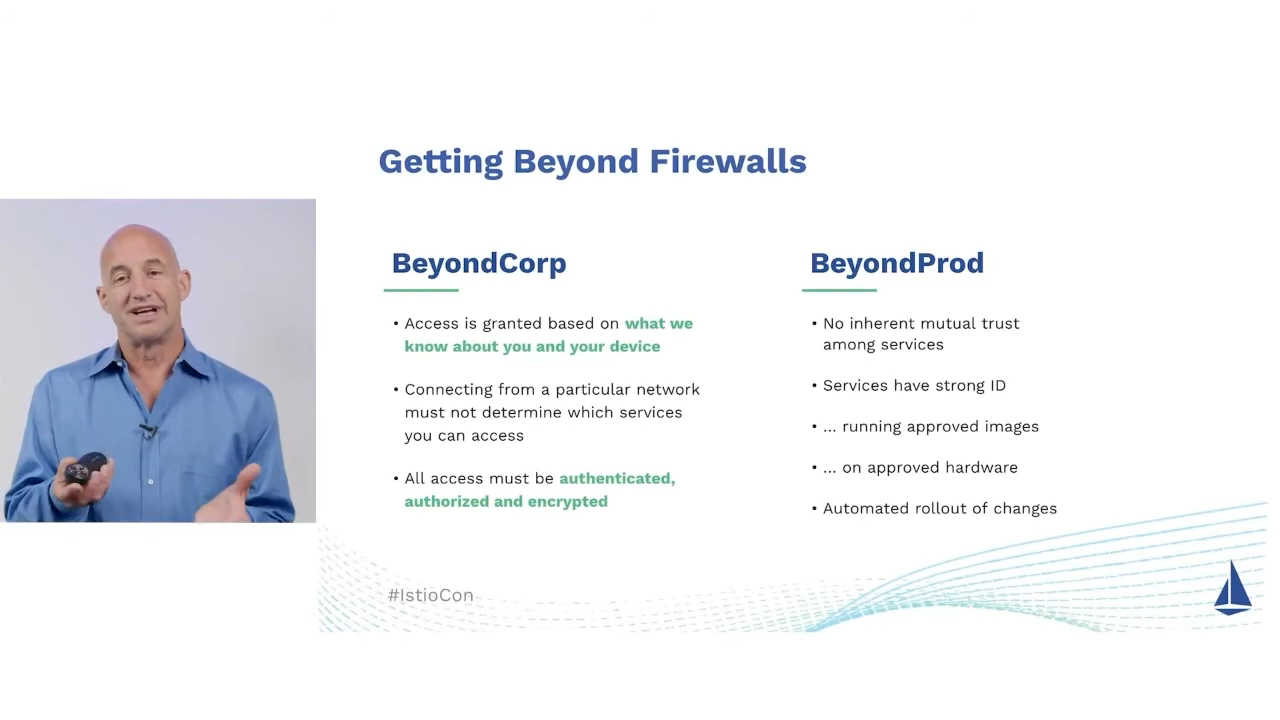 Getting Beyond Firewalls
BeyondCorp
• Access is granted based on what we
know about you and your device
• Connecting from a particular network
must not determine which services
you can access
• All access must be authenticated,
authorized and encrypted
BeyondProd
• No inherent mutual trust
among services
• Services have strong ID
• ... running approved images
• ... on approved hardware
• Automated rollout of changes
#IstioCon